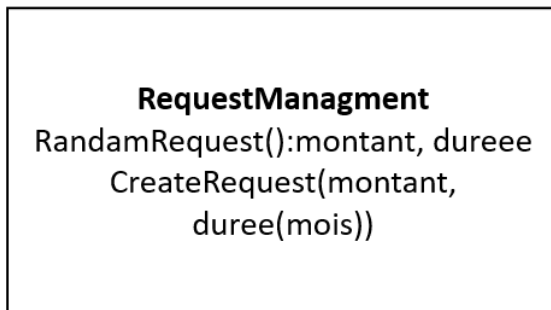 RequestManagment
RandamRequest():montant, dureee
CreateRequest(montant,
duree(mois))